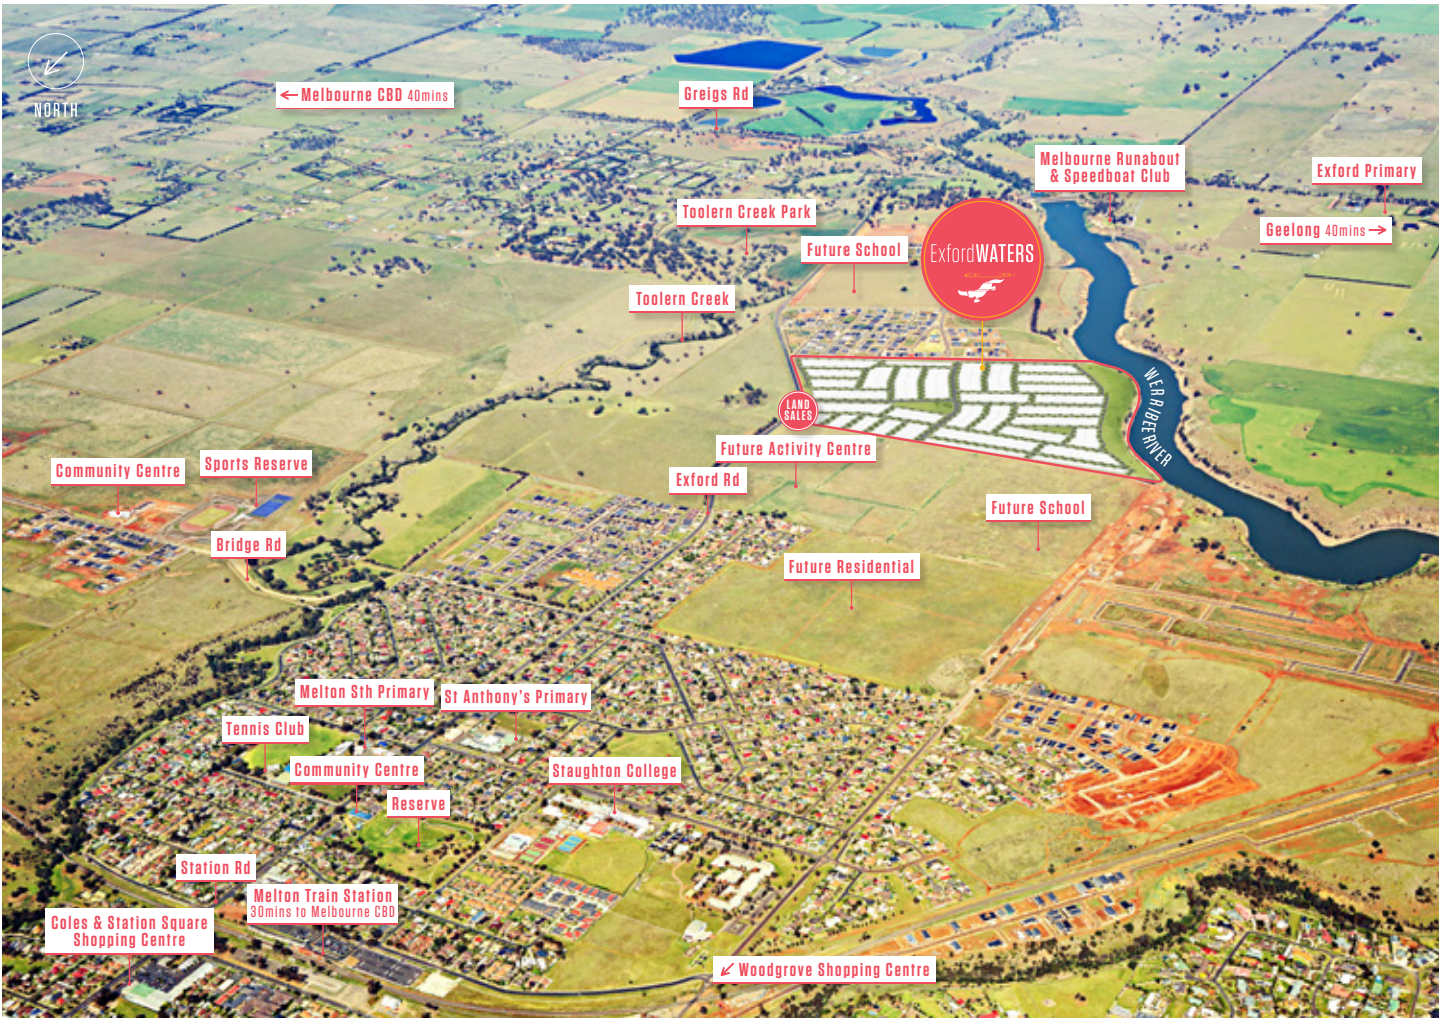 NORTH
← Melbourne CBD 40mins
Greigs Rd
Melbourne Runabout
& Speedboat Club
Exford Primary
Geelong 40mins →
Toolern Creek Park
Future School
ExfordWATERS
Toolern Creek
LAND
SALES
WERRIBEE RIVER
Future Activity Centre
Exford Rd
Community Centre
Sports Reserve
Bridge Rd
Future School
Future Residential
Melton Sth Primary
St Anthony's Primary
Tennis Club
Community Centre
Staughton College
Reserve
Station Rd
Melton Train Station
30mins to Melbourne CBD
Coles & Station Square
Shopping Centre
↙ Woodgrove Shopping Centre